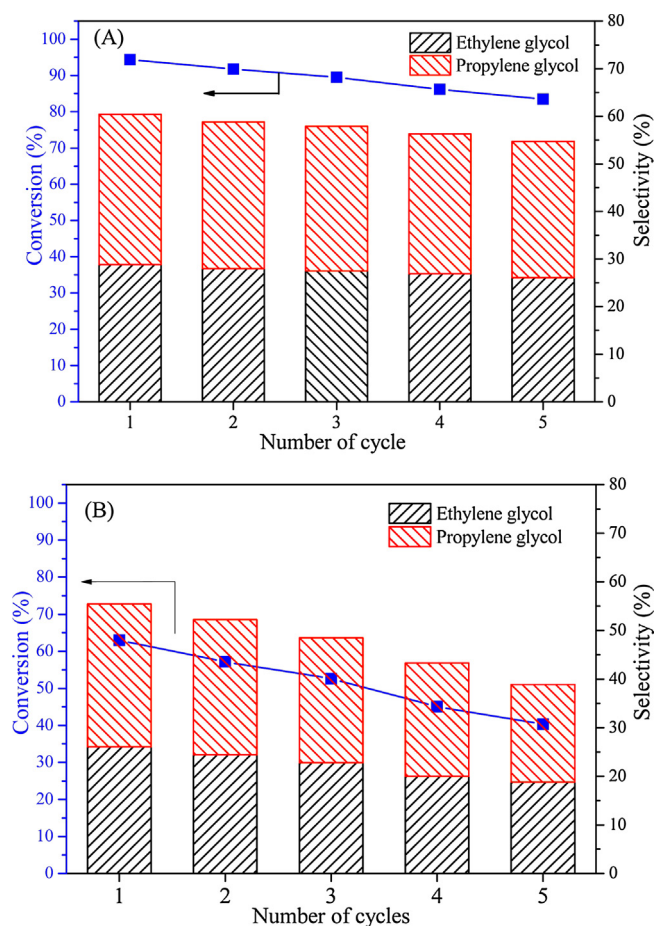 (A)
Ethylene glycol
Propylene glycol
Conversion (%)
100
90
80
70
60
50
40
30
20
10
0
80
70
60
50
40
30
20
10
0
Selectivity (%)
1 2 3 4 5
Number of cycle
(B)
Ethylene glycol
Propylene glycol
Conversion (%)
100
90
80
70
60
50
40
30
20
10
0
80
70
60
50
40
30
20
10
0
Selectivity (%)
1 2 3 4 5
Number of cycles